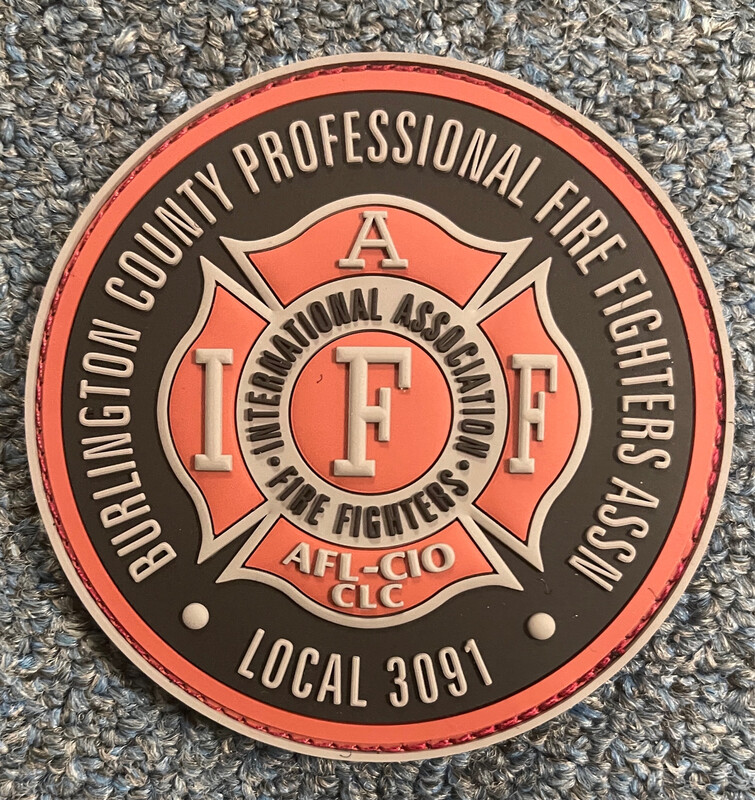 BURLINGTON COUNTY PROFESSIONAL FIRE FIGHTERS ASSN
A
INTERNATIONAL ASSOCIATION
I F F
• FIRE FIGHTERS •
AFL-CIO
CLC
• LOCAL 3091 •